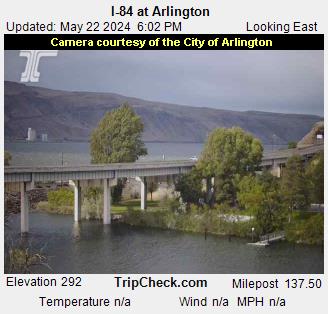 I-84 at Arlington
Updated: May 22 2024 6:02 PM Looking East
Camera courtesy of the City of Arlington
Elevation 292 TripCheck.com Milepost 137.50
Temperature n/a Wind n/a MPH n/a